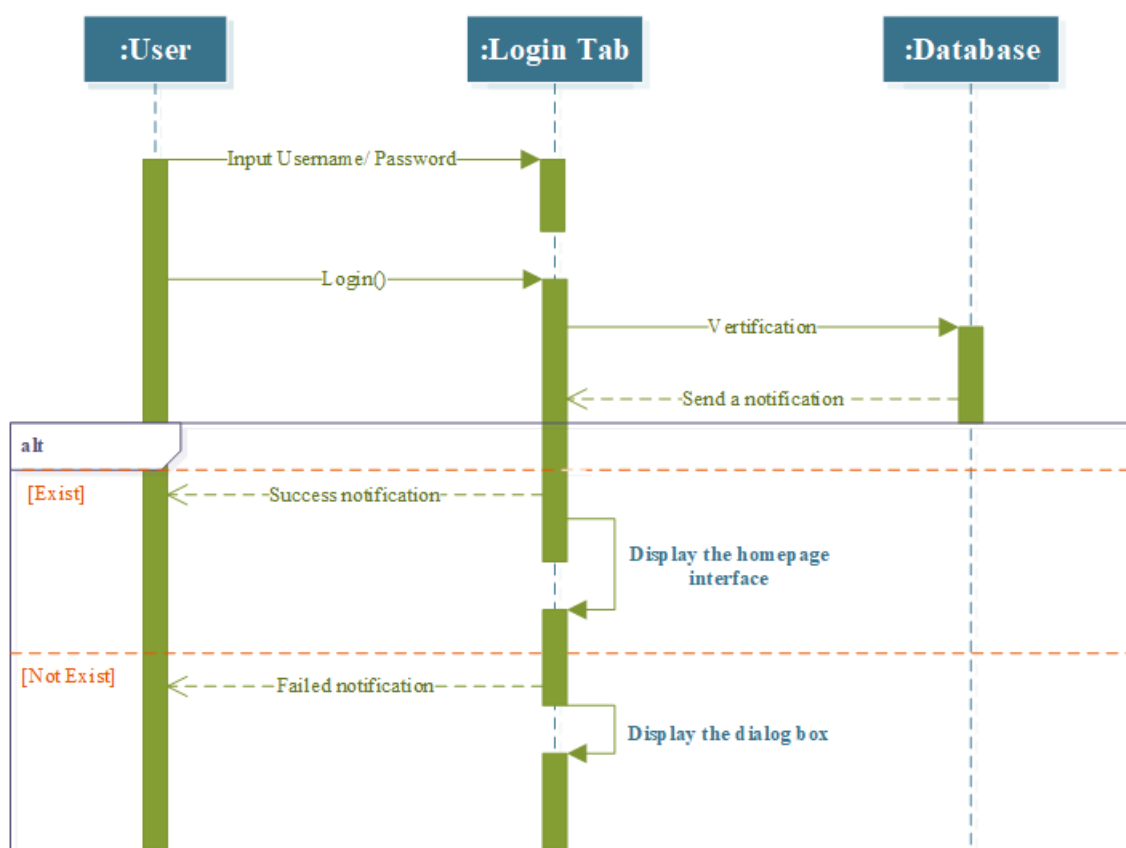 :User
:Login Tab
:Database
Input Username/ Password
Login()
Vertification
Send a notification
alt
[Exist]
Success notification
Display the homepage
interface
[Not Exist]
Failed notification
Display the dialog box